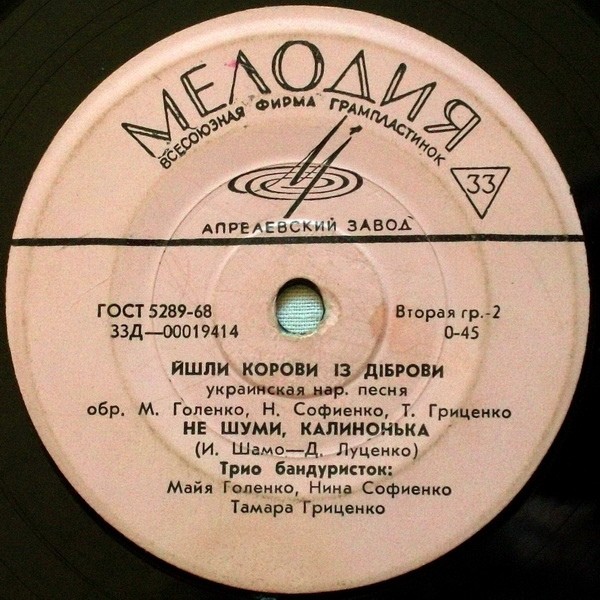 МЕЛОДИЯ
ВСЕСОЮЗНАЯ ФИРМА ГРАМПЛАСТИНОК
33
АПРЕЛЕВСКИЙ ЗАВОД
ГОСТ 5289-68
Вторая гр.-2
33Д—00019414
0-45
ЙШЛИ КОРОВИ ІЗ ДІБРОВИ
украинская нар. песня
обр. М. Голенко, Н. Софиенко, Т. Гриценко
НЕ ШУМИ, КАЛИНОНЬКА
(И. Шамо—Д. Луценко)
Трио бандуристок:
Майя Голенко, Нина Софиенко
Тамара Гриценко